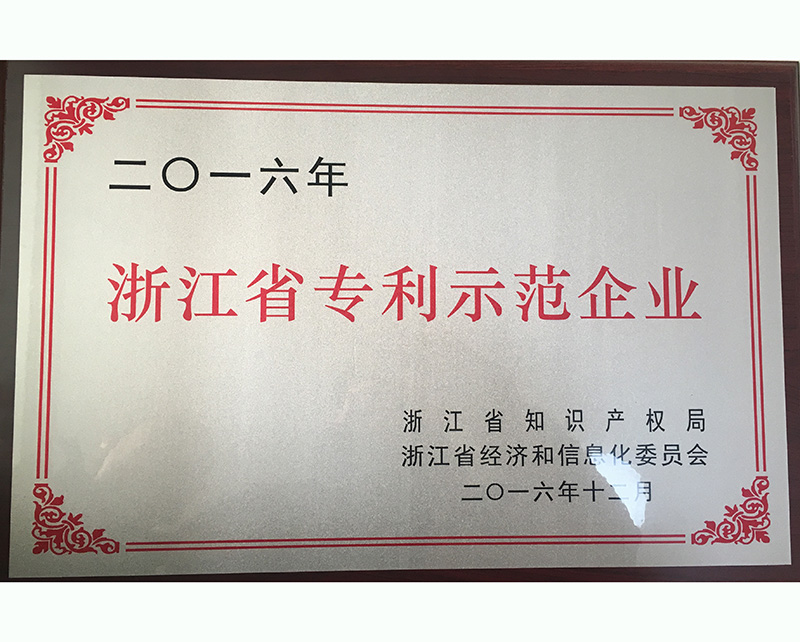 二〇一六年
浙江省专利示范企业
浙江省知识产权局
浙江省经济和信息化委员会
二〇一六年十二月